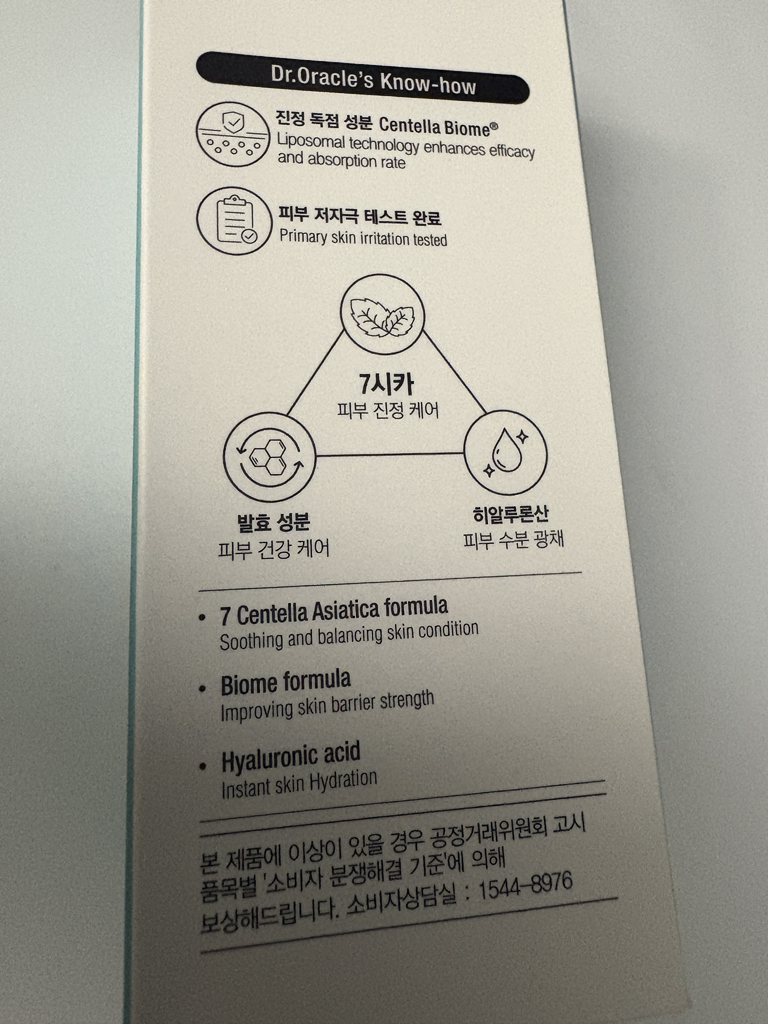 Dr.Oracle's Know-how
진정 독점 성분 Centella Biome®
Liposomal technology enhances efficacy
and absorption rate
피부 저자극 테스트 완료
Primary skin irritation tested
7시카
피부 진정 케어
발효 성분
피부 건강 케어
히알루론산
피부 수분 광채
• 7 Centella Asiatica formula
Soothing and balancing skin condition
• Biome formula
Improving skin barrier strength
• Hyaluronic acid
Instant skin Hydration
본 제품에 이상이 있을 경우 공정거래위원회 고시
품목별 '소비자 분쟁해결 기준'에 의해
보상해드립니다. 소비자상담실 : 1544-8976